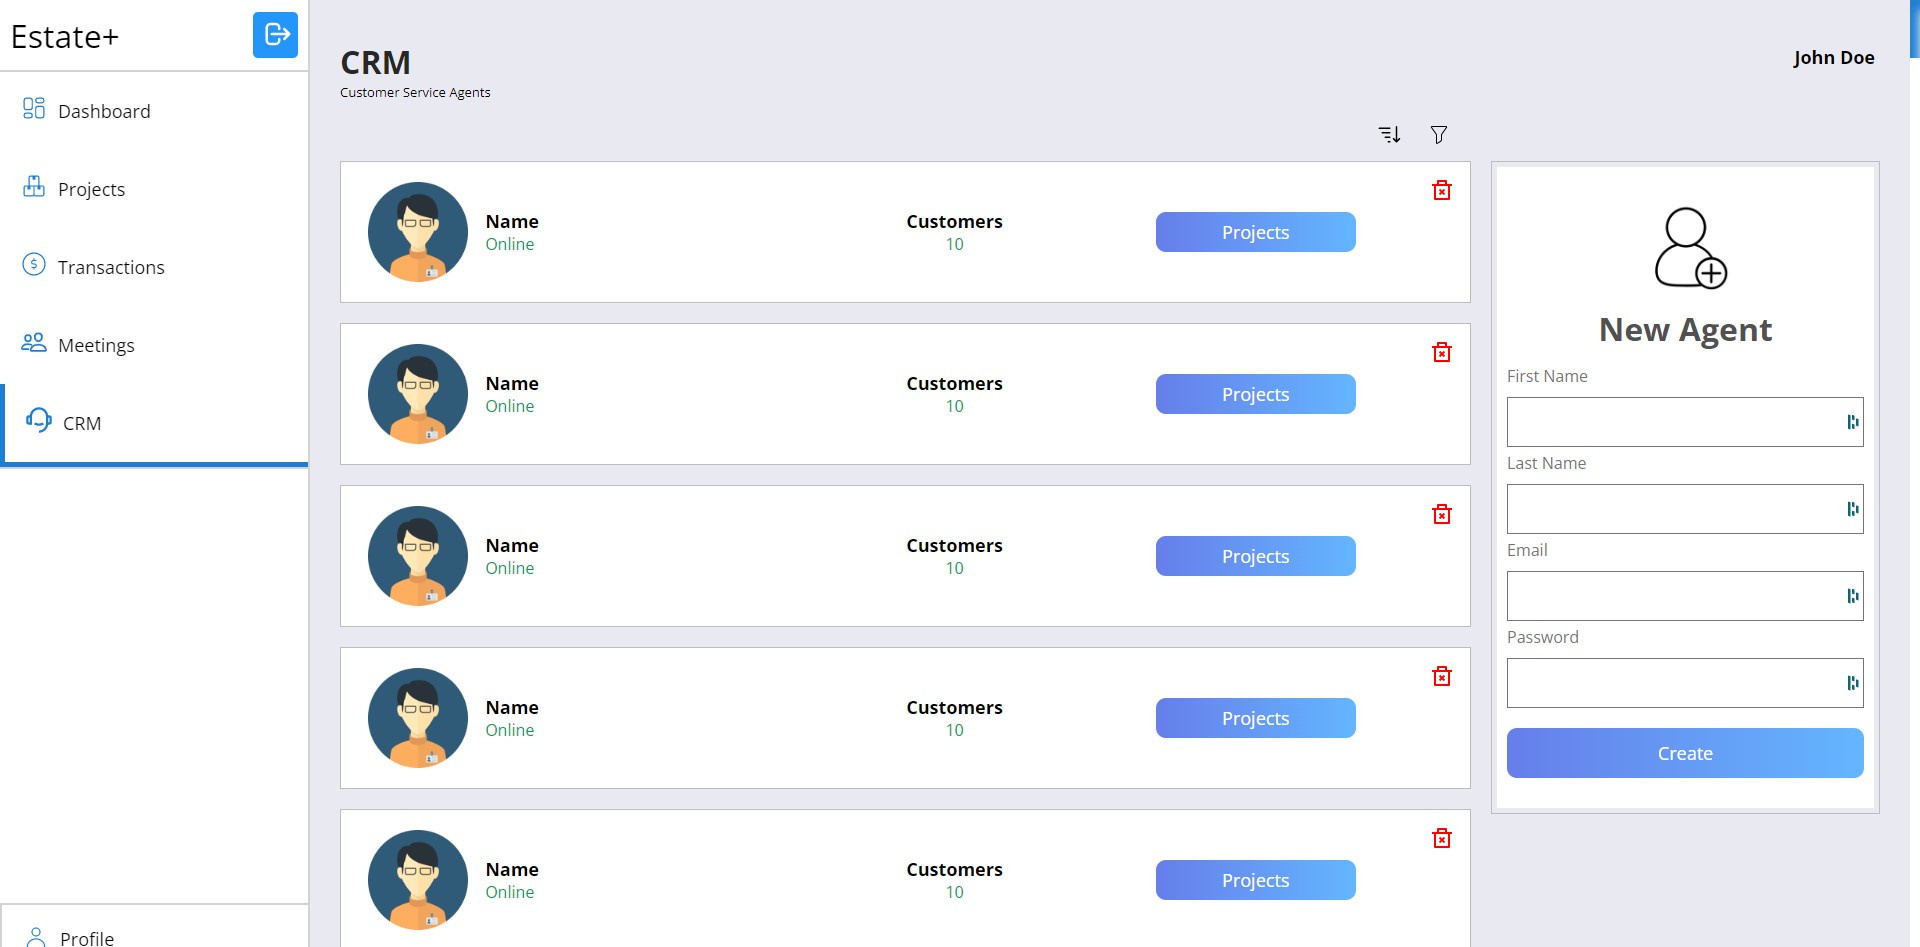 Estate+
Dashboard
Projects
Transactions
Meetings
CRM
Profile
CRM
Customer Service Agents
John Doe
Name
Online
Customers
10
Projects
Name
Online
Customers
10
Projects
Name
Online
Customers
10
Projects
Name
Online
Customers
10
Projects
Name
Online
Customers
10
Projects
New Agent
First Name
Last Name
Email
Password
Create